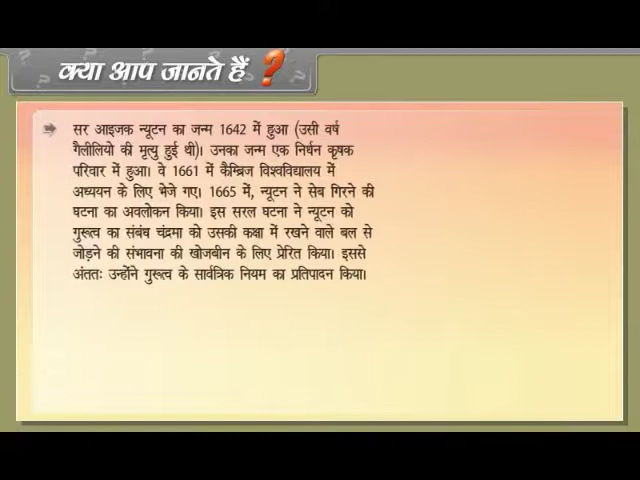 क्या आप जानते हैं ?
सर आइजक न्यूटन का जन्म 1642 में हुआ (उसी वर्ष
गैलीलियो की मृत्यु हुई थी)। उनका जन्म एक निर्धन कृषक
परिवार में हुआ। वे 1661 में कैम्ब्रिज विश्वविद्यालय में
अध्ययन के लिए भेजे गए। 1665 में, न्यूटन ने सेब गिरने की
घटना का अवलोकन किया। इस सरल घटना ने न्यूटन को
गुरूत्व का संबंध चंद्रमा को उसकी कक्षा में रखने वाले बल से
जोड़ने की संभावना की खोजबीन के लिए प्रेरित किया। इससे
अंततः उन्होंने गुरूत्व के सार्वत्रिक नियम का प्रतिपादन किया।